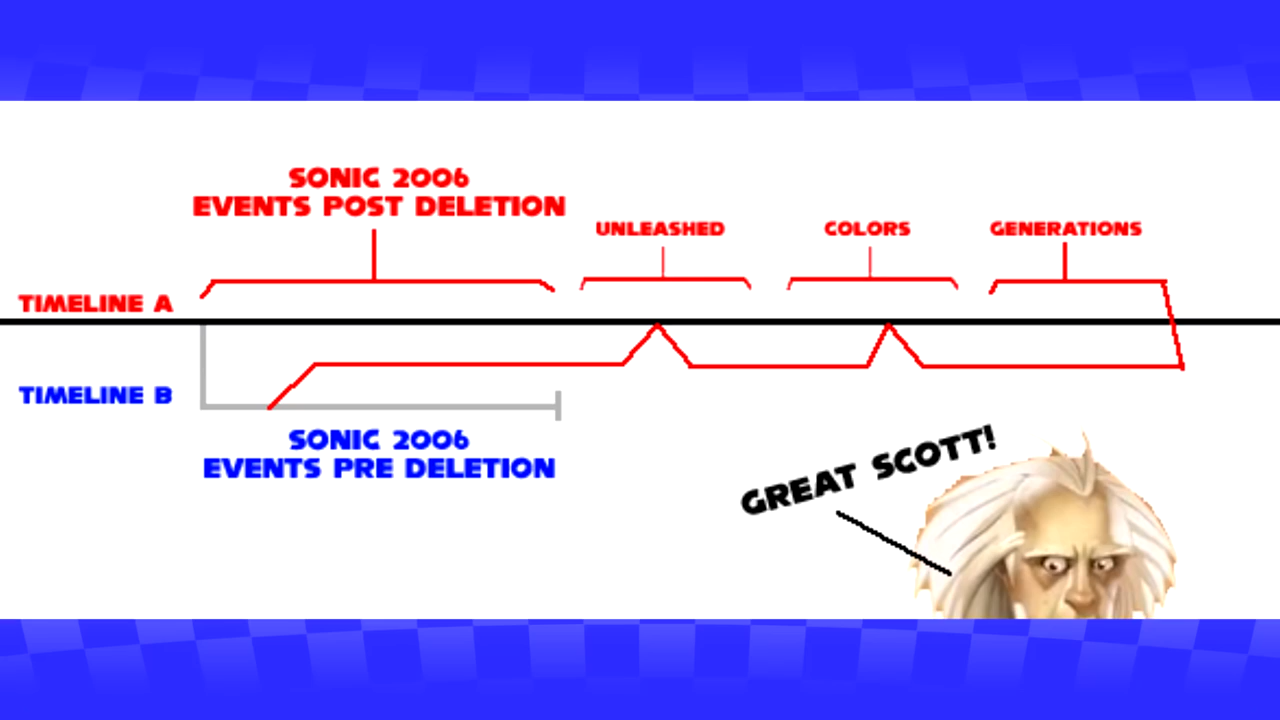 SONIC 2006
EVENTS POST DELETION
UNLEASHED
COLORS
GENERATIONS
TIMELINE A
TIMELINE B
SONIC 2006
EVENTS PRE DELETION
GREAT SCOTT!